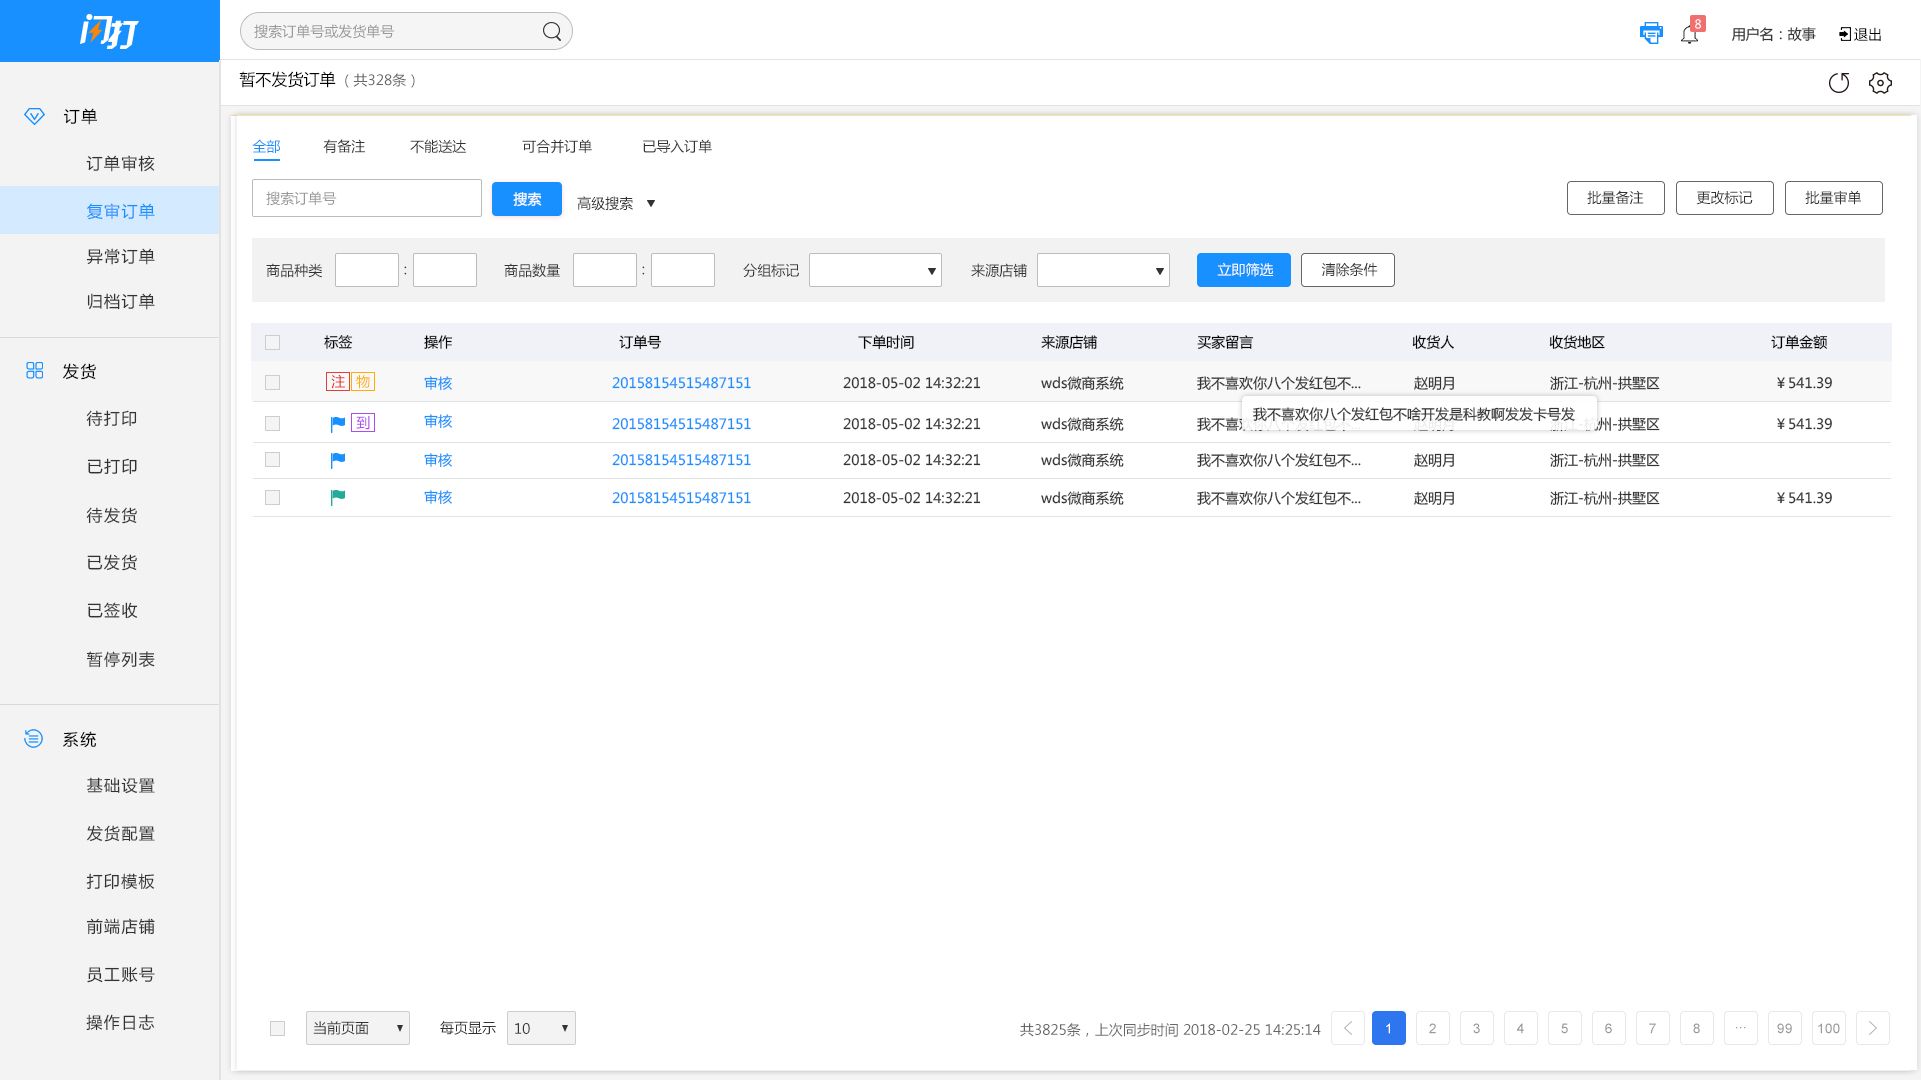 闪打
搜索订单号或发货单号
8
用户名：故事
退出
暂不发货订单（共328条）
订单
订单审核
复审订单
异常订单
归档订单
发货
待打印
已打印
待发货
已发货
已签收
暂停列表
系统
基础设置
发货配置
打印模板
前端店铺
员工账号
操作日志
全部 有备注 不能送达 可合并订单 已导入订单
搜索订单号 搜索 高级搜索 ▼ 批量备注 更改标记 批量审单
商品种类 : 商品数量 : 分组标记 ▼ 来源店铺 ▼ 立即筛选 清除条件
标签 操作 订单号 下单时间 来源店铺 买家留言 收货人 收货地区 订单金额
注 物 审核 20158154515487151 2018-05-02 14:32:21 wds微商系统 我不喜欢你八个发红包不... 赵明月 浙江-杭州-拱墅区 ¥ 541.39
我不喜欢你八个发红包不啥开发是科教啊发发卡号发
到 审核 20158154515487151 2018-05-02 14:32:21 wds微商系统 我不喜欢你八个发红包不... 赵明月 浙江-杭州-拱墅区 ¥ 541.39
审核 20158154515487151 2018-05-02 14:32:21 wds微商系统 我不喜欢你八个发红包不... 赵明月 浙江-杭州-拱墅区
审核 20158154515487151 2018-05-02 14:32:21 wds微商系统 我不喜欢你八个发红包不... 赵明月 浙江-杭州-拱墅区 ¥ 541.39
当前页面 ▼ 每页显示 10 ▼ 共3825条，上次同步时间 2018-02-25 14:25:14 1 2 3 4 5 6 7 8 ··· 99 100